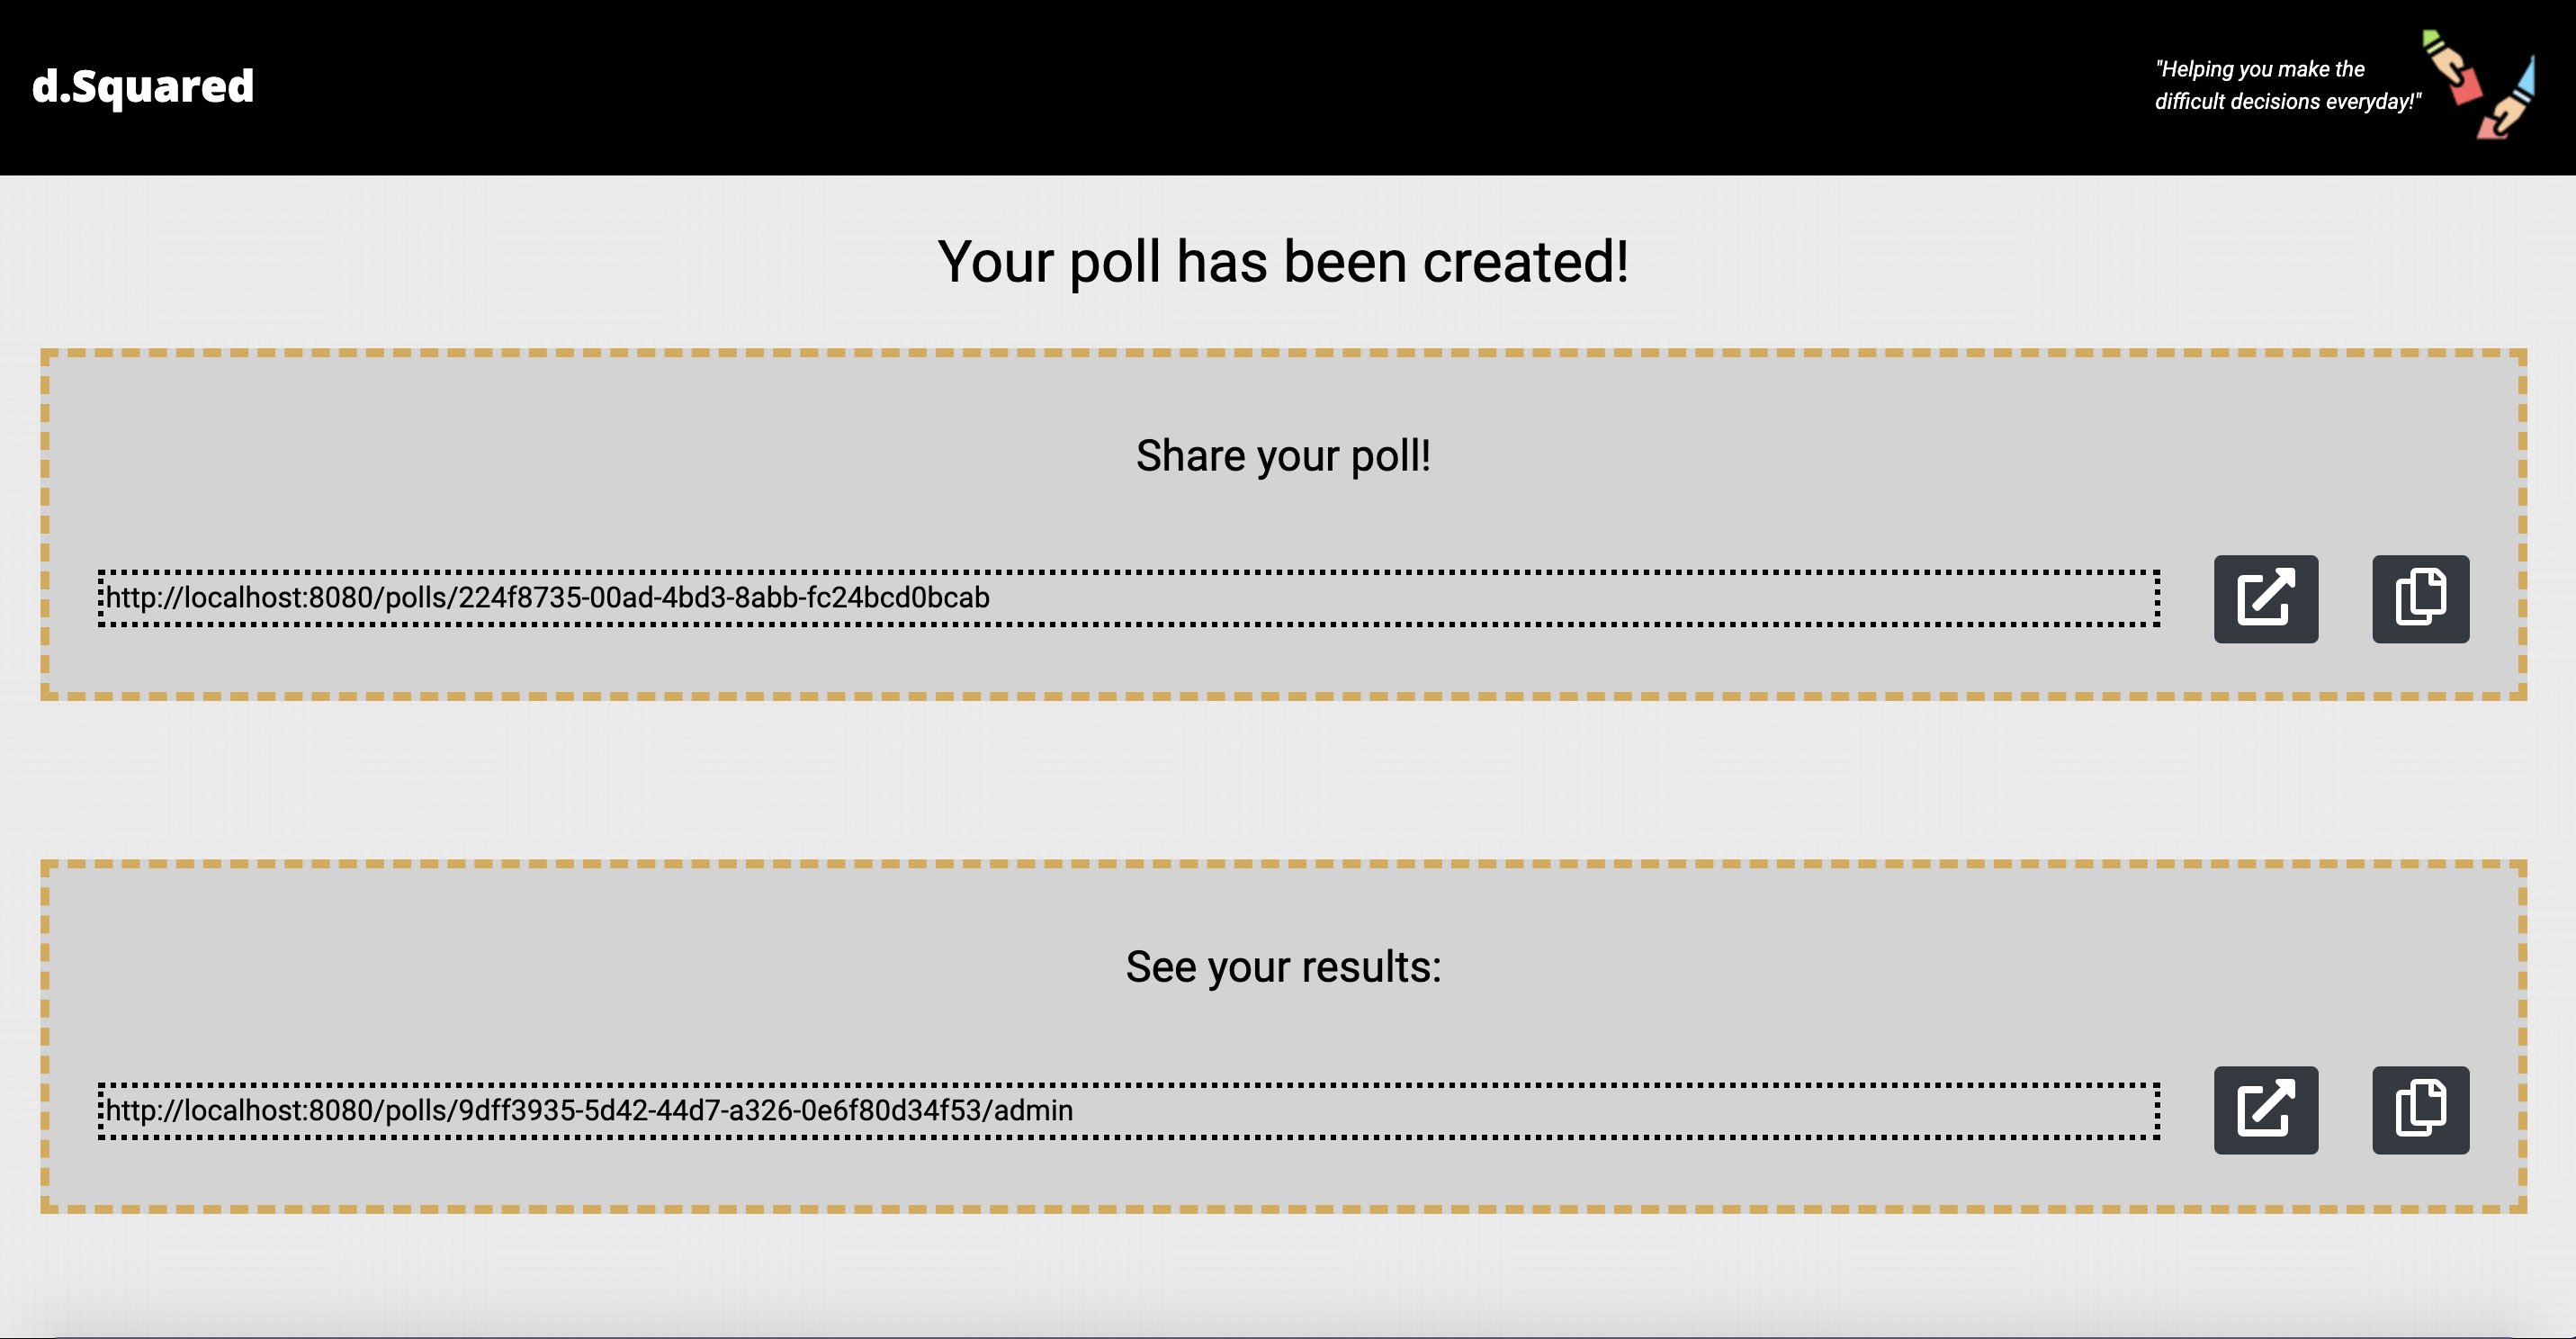 d.Squared
"Helping you make the
difficult decisions everyday!"
Your poll has been created!
Share your poll!
http://localhost:8080/polls/224f8735-00ad-4bd3-8abb-fc24bcd0bcab
See your results:
http://localhost:8080/polls/9dff3935-5d42-44d7-a326-0e6f80d34f53/admin